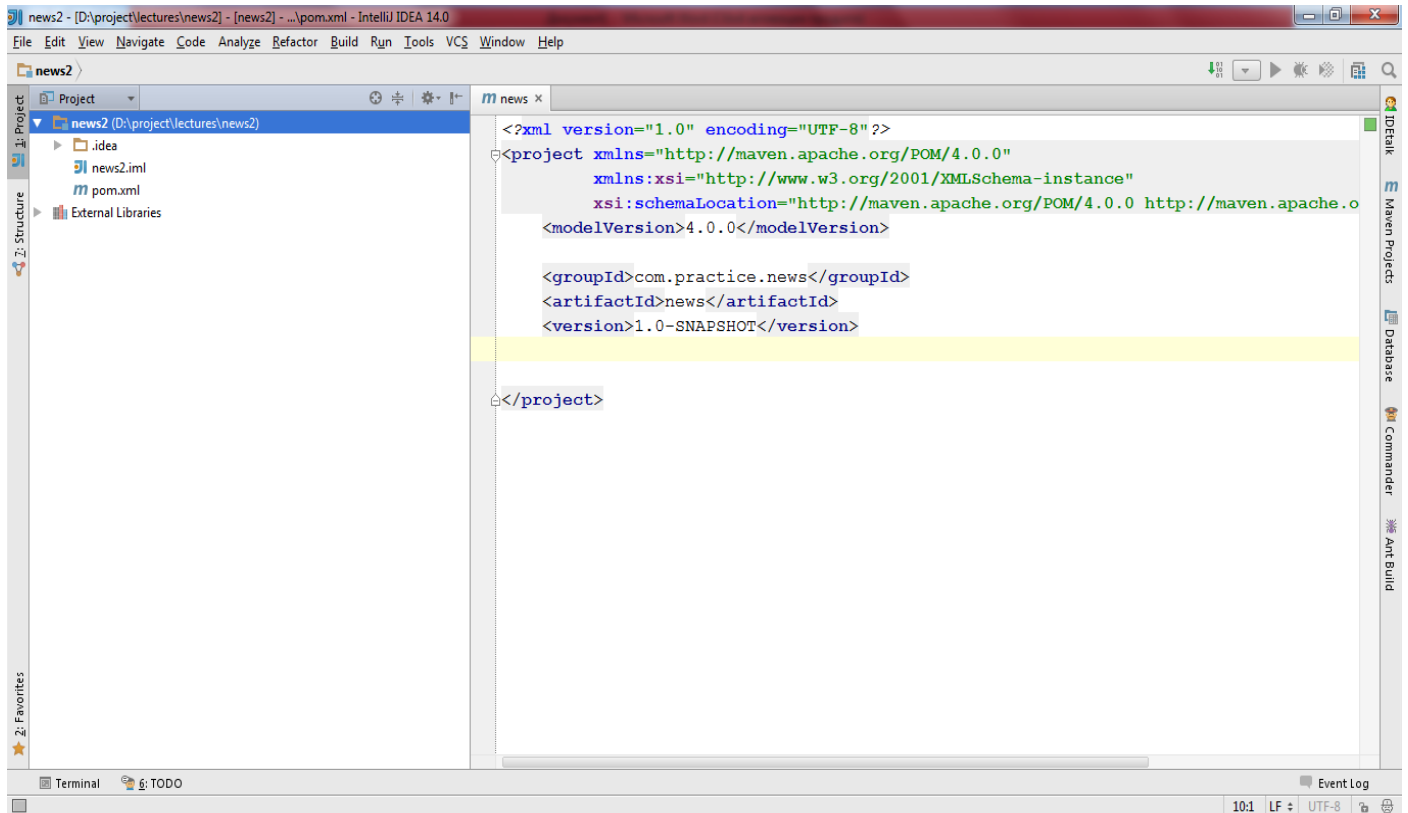 news2 - [D:\project\lectures\news2] - [news2] - ...\pom.xml - IntelliJ IDEA 14.0
File Edit View Navigate Code Analyze Refactor Build Run Tools VCS Window Help
news2
1: Project
Z: Structure
2: Favorites
Project
news2 (D:\project\lectures\news2)
.idea
news2.iml
pom.xml
External Libraries
m news ×
<?xml version="1.0" encoding="UTF-8"?>
<project xmlns="http://maven.apache.org/POM/4.0.0"
xmlns:xsi="http://www.w3.org/2001/XMLSchema-instance"
xsi:schemaLocation="http://maven.apache.org/POM/4.0.0 http://maven.apache.o
<modelVersion>4.0.0</modelVersion>
<groupId>com.practice.news</groupId>
<artifactId>news</artifactId>
<version>1.0-SNAPSHOT</version>
</project>
IDEtalk
m Maven Projects
Database
Commander
Ant Build
Terminal 6: TODO Event Log
10:1 LF UTF-8